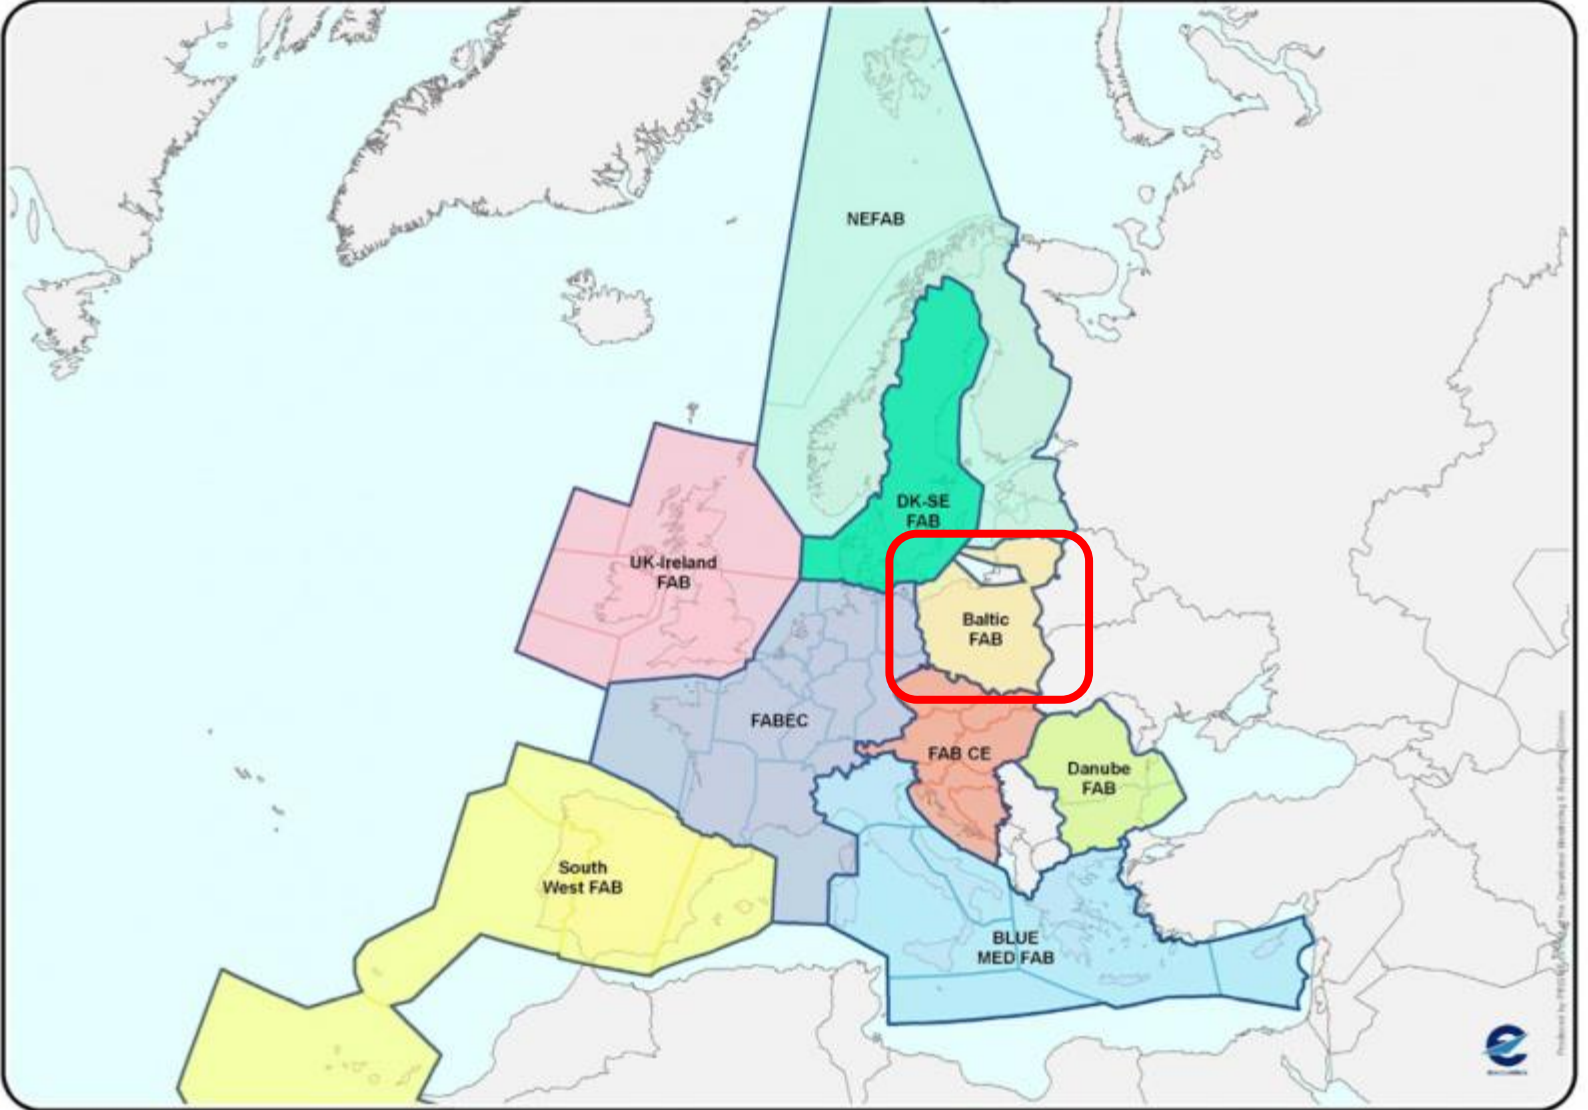 NEFAB
DK-SE
FAB
UK-Ireland
FAB
Baltic
FAB
FABEC
FAB CE
Danube
FAB
South
West FAB
BLUE
MED FAB